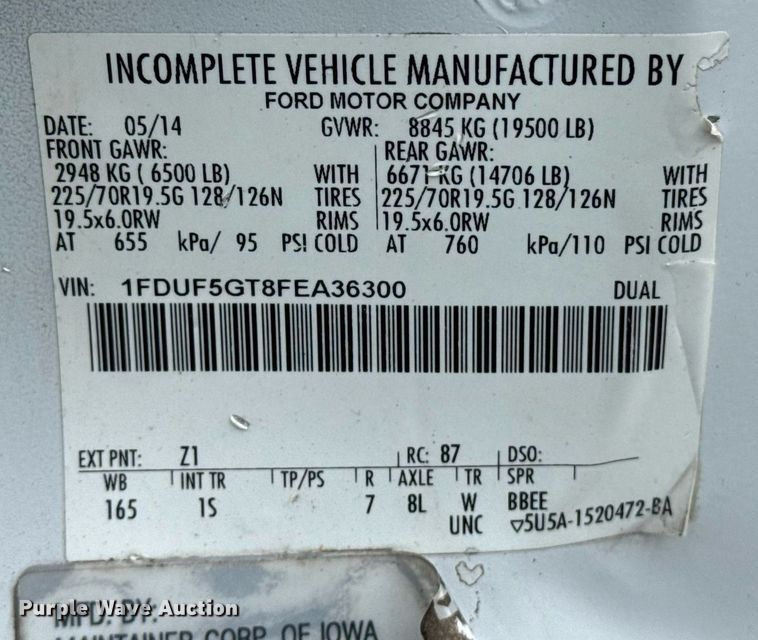 INCOMPLETE VEHICLE MANUFACTURED BY
FORD MOTOR COMPANY
DATE: 05/14 GVWR: 8845 KG (19500 LB)
FRONT GAWR: REAR GAWR:
2948 KG ( 6500 LB) WITH 6671 KG (14706 LB) WITH
225/70R19.5G 128/126N TIRES 225/70R19.5G 128/126N TIRES
19.5x6.0RW RIMS 19.5x6.0RW RIMS
AT 655 kPa/ 95 PSI COLD AT 760 kPa/110 PSI COLD
VIN: 1FDUF5GT8FEA36300 DUAL
EXT PNT: Z1 RC: 87 DSO:
WB INT TR TP/PS R AXLE TR SPR
165 1S 7 8L W BBEE
UNC ▽5U5A-1520472-BA
Purple Wave Auction
MFD. BY:
MAINTAINER CORP. OF IOWA